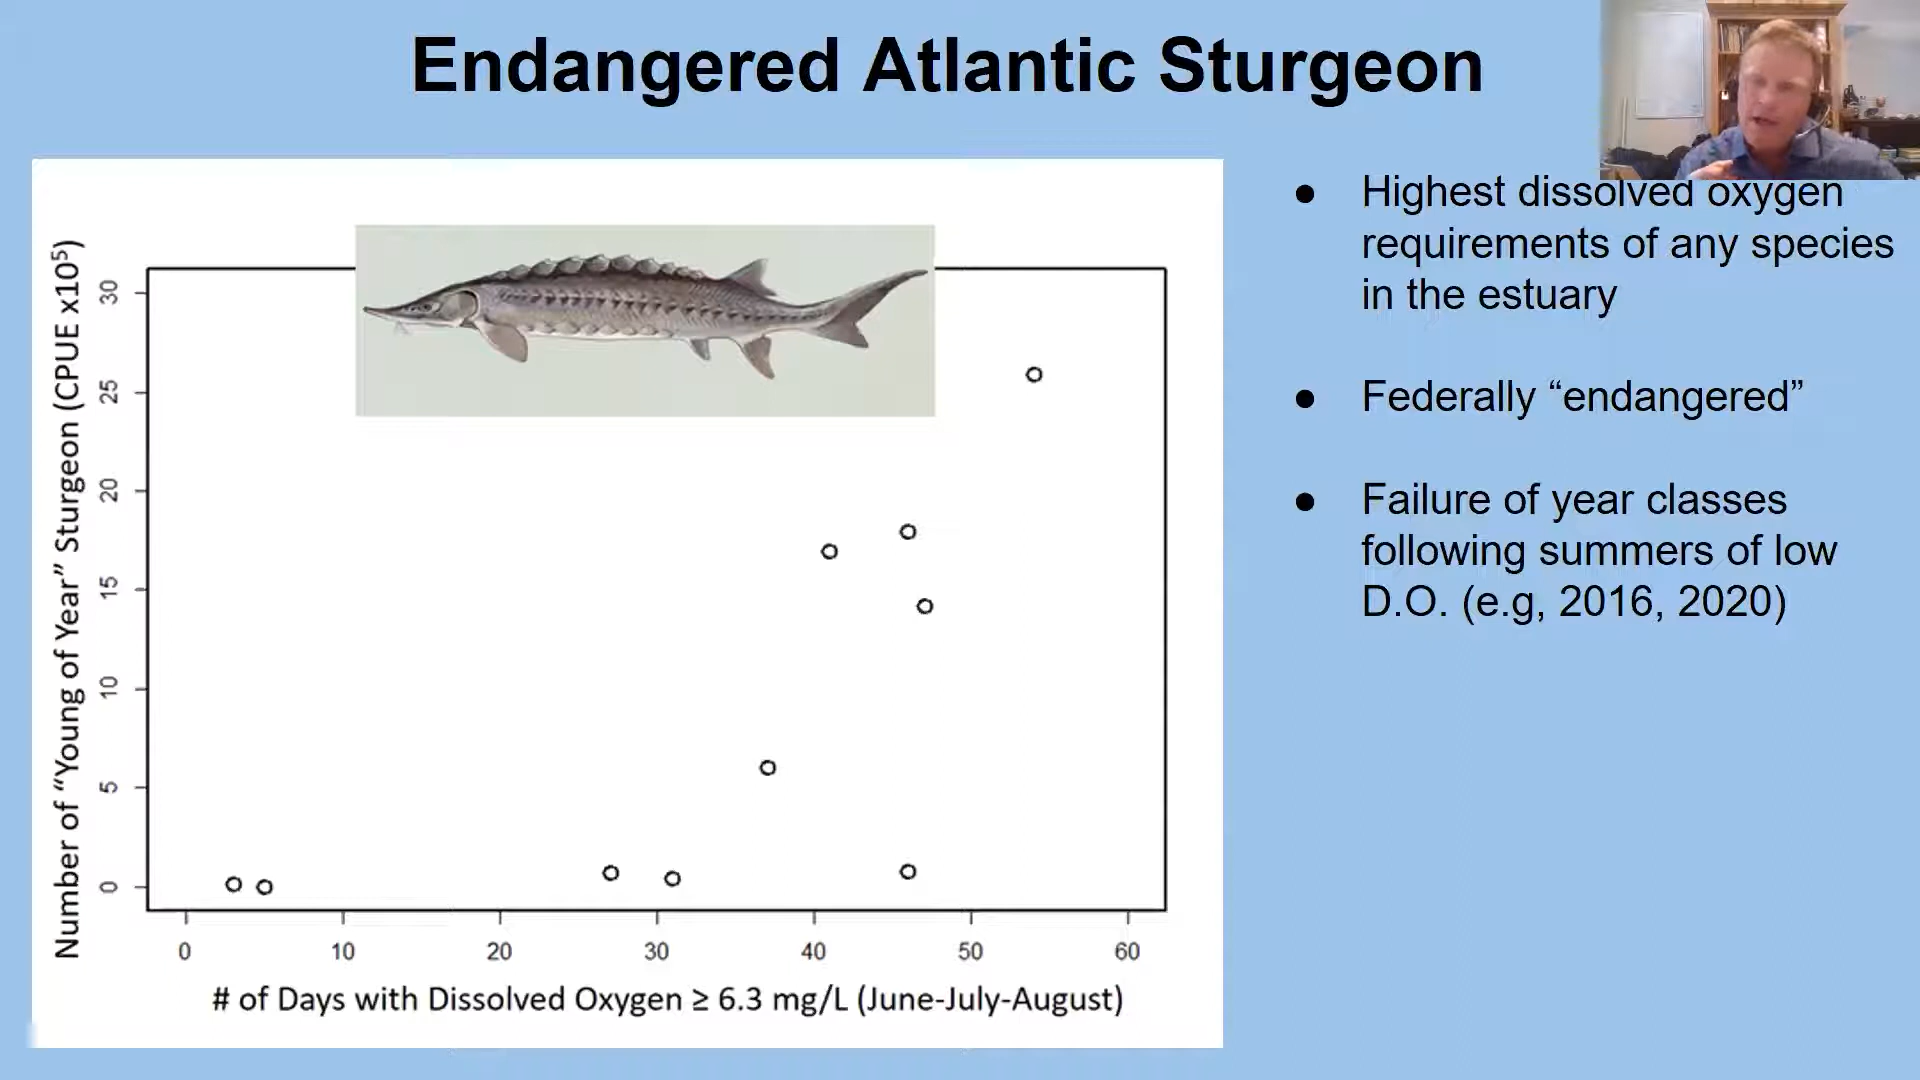 Endangered Atlantic Sturgeon
Number of “Young of Year” Sturgeon (CPUE x10⁵)
30
25
20
15
10
5
0
0 10 20 30 40 50 60
# of Days with Dissolved Oxygen ≥ 6.3 mg/L (June-July-August)
● Highest dissolved oxygen
requirements of any species
in the estuary
● Federally “endangered”
● Failure of year classes
following summers of low
D.O. (e.g, 2016, 2020)